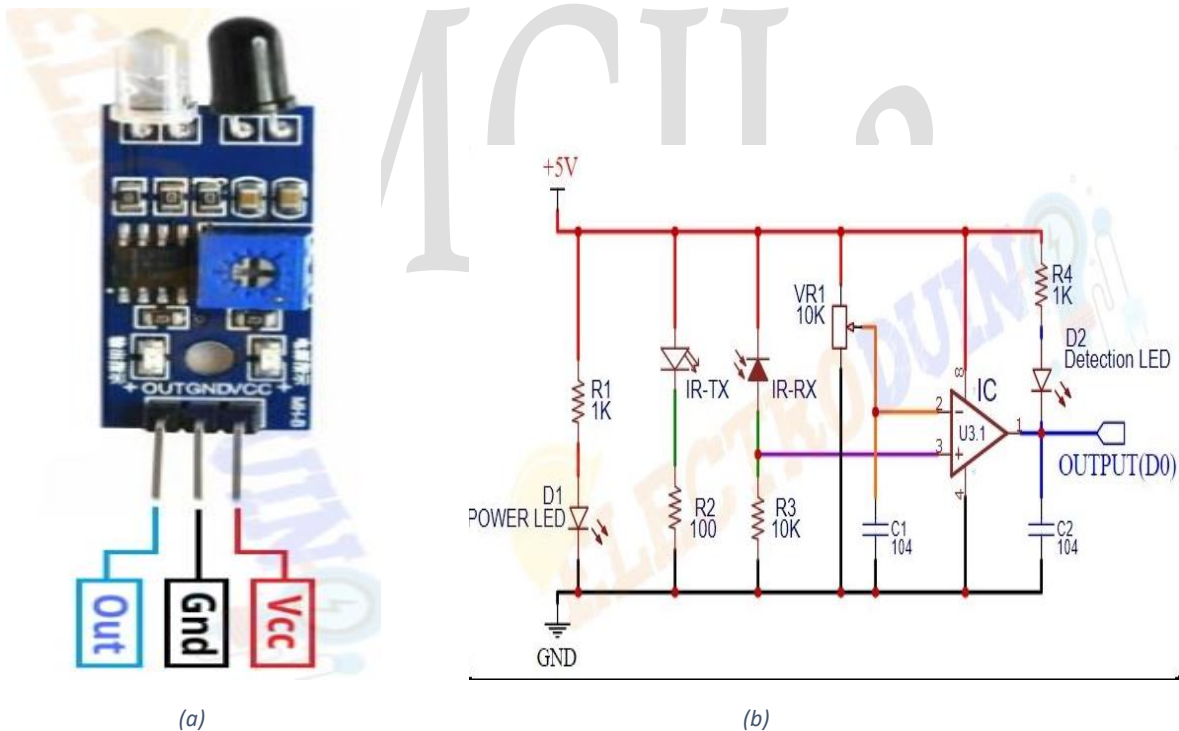 + OUTGNDVCC +
MH-B
Out
Gnd
Vcc
(a)
+5V
R1
1K
D1
POWER LED
IR-TX
R2
100
IR-RX
R3
10K
VR1
10K
C1
104
8
IC
2
U3.1
3
1
4
R4
1K
D2
Detection LED
OUTPUT(D0)
C2
104
GND
ELECTRODUINO
(b)